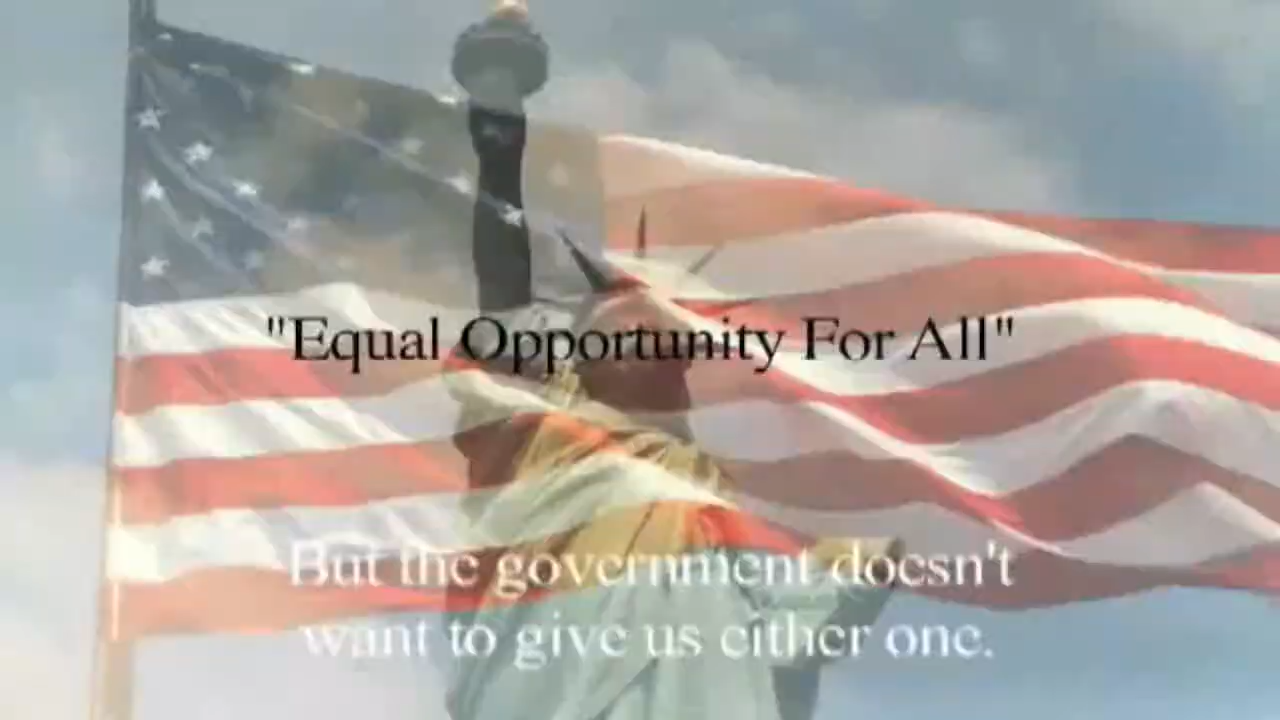 "Equal Opportunity For All"
But the government doesn't
want to give us either one.